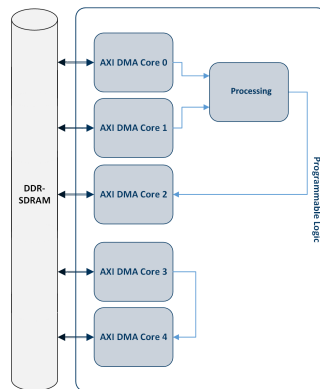 AXI DMA Core 0
Processing
AXI DMA Core 1
AXI DMA Core 2
DDR-
SDRAM
Programmable Logic
AXI DMA Core 3
AXI DMA Core 4